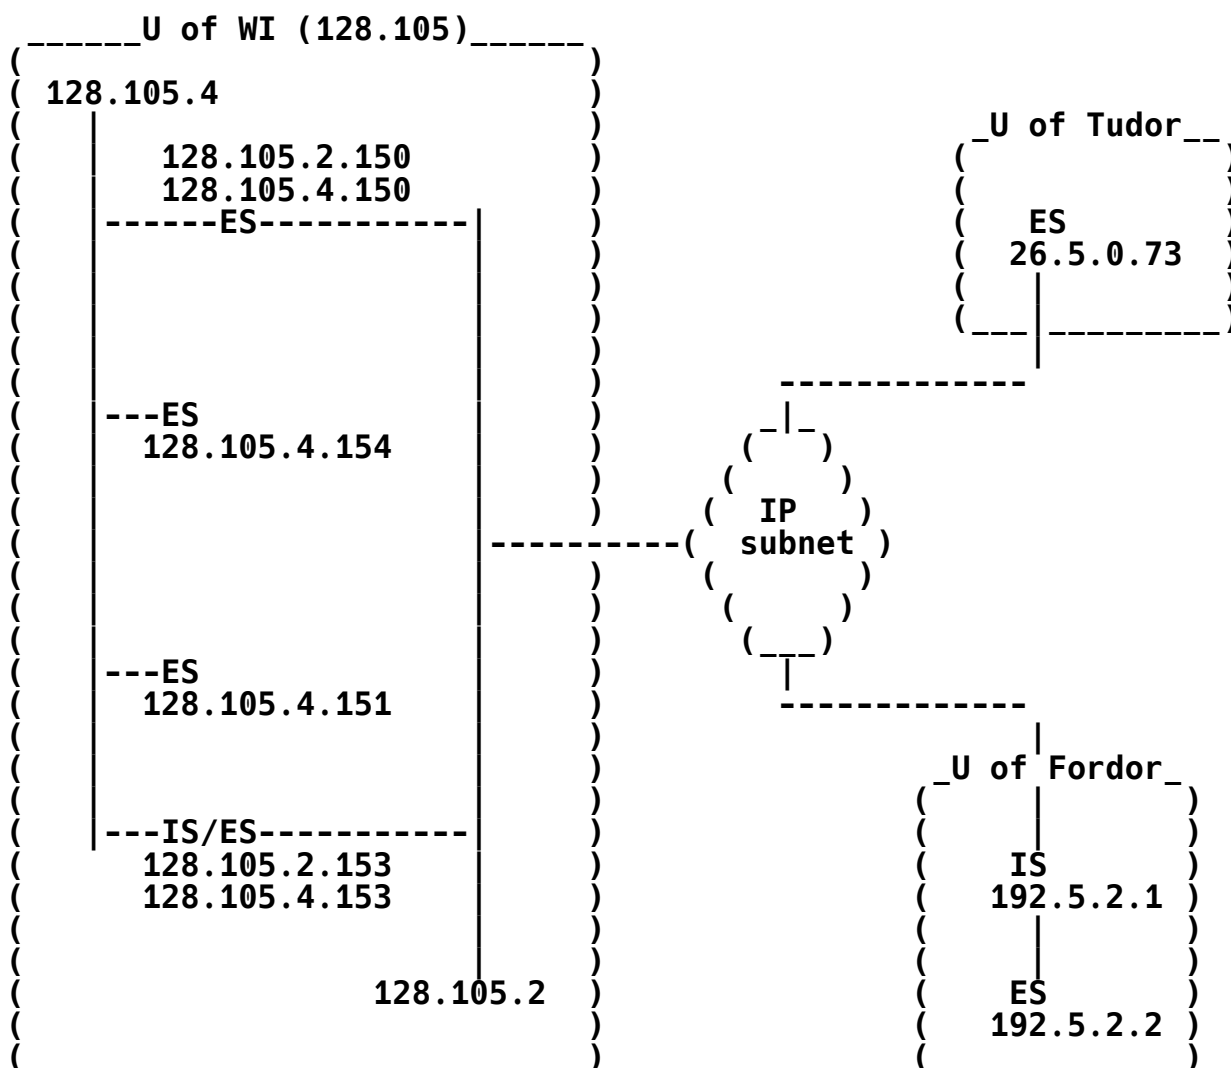 U of WI (128.105)
128.105.4
U of Tudor
128.105.2.150
128.105.4.150
ES
ES
26.5.0.73
ES
128.105.4.154
IP
subnet
ES
128.105.4.151
U of Fordor
IS/ES
128.105.2.153
IS
128.105.4.153
192.5.2.1
128.105.2
ES
192.5.2.2